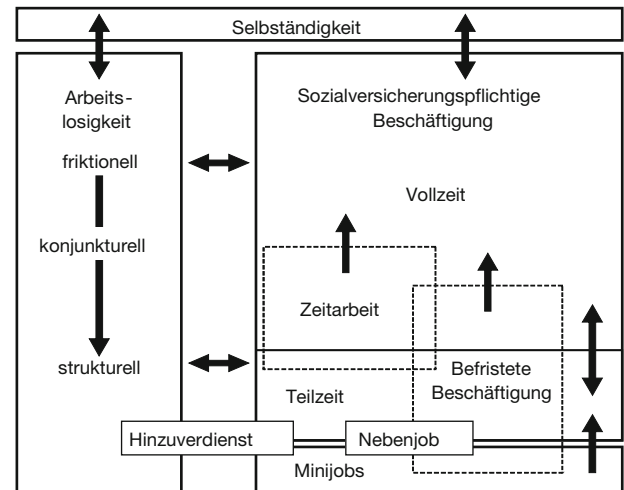 Selbständigkeit
Arbeits-
losigkeit
friktionell
konjunkturell
strukturell
Sozialversicherungspflichtige
Beschäftigung
Vollzeit
Zeitarbeit
Befristete
Beschäftigung
Teilzeit
Hinzuverdienst
Nebenjob
Minijobs